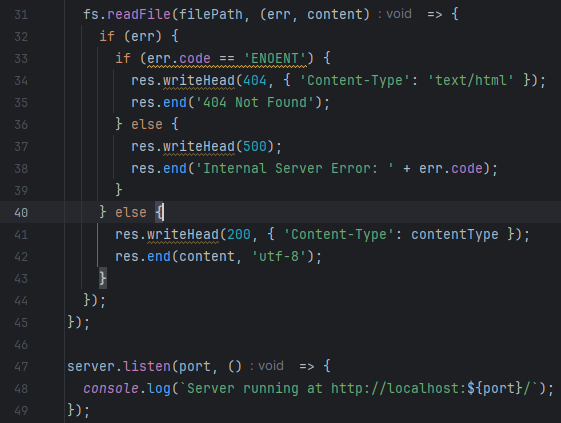 31 fs.readFile(filePath, (err, content) : void => {
32 if (err) {
33 if (err.code == 'ENOENT') {
34 res.writeHead(404, { 'Content-Type': 'text/html' });
35 res.end('404 Not Found');
36 } else {
37 res.writeHead(500);
38 res.end('Internal Server Error: ' + err.code);
39 }
40 } else {
41 res.writeHead(200, { 'Content-Type': contentType });
42 res.end(content, 'utf-8');
43 }
44 });
45 });
46
47 server.listen(port, () : void => {
48 console.log(`Server running at http://localhost:${port}/`);
49 });